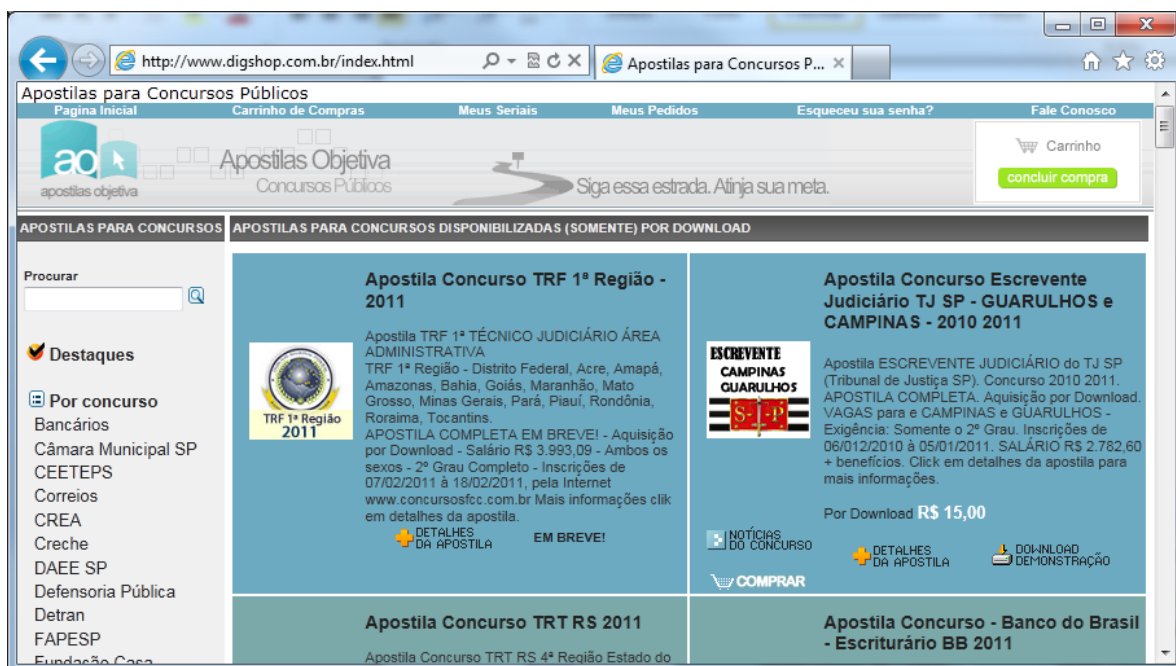 http://www.digshop.com.br/index.html
Apostilas para Concursos P...
Apostilas para Concursos Públicos
Pagina Inicial
Carrinho de Compras
Meus Seriais
Meus Pedidos
Esqueceu sua senha?
Fale Conosco
ao
apostilas objetiva
Apostilas Objetiva
Concursos Públicos
Siga essa estrada. Atinja sua meta.
Carrinho
concluir compra
APOSTILAS PARA CONCURSOS
APOSTILAS PARA CONCURSOS DISPONIBILIZADAS (SOMENTE) POR DOWNLOAD
Procurar
Destaques
Por concurso
Bancários
Câmara Municipal SP
CEETEPS
Correios
CREA
Creche
DAEE SP
Defensoria Pública
Detran
FAPESP
Fundação Casa
Apostila Concurso TRF 1ª Região -
2011
TRF 1ª Região
2011
Apostila TRF 1ª TÉCNICO JUDICIÁRIO ÁREA
ADMINISTRATIVA
TRF 1ª Região - Distrito Federal, Acre, Amapá,
Amazonas, Bahia, Goiás, Maranhão, Mato
Grosso, Minas Gerais, Pará, Piauí, Rondônia,
Roraima, Tocantins.
APOSTILA COMPLETA EM BREVE! - Aquisição
por Download - Salário R$ 3.993,09 - Ambos os
sexos - 2º Grau Completo - Inscrições de
07/02/2011 à 18/02/2011, pela Internet
www.concursosfcc.com.br Mais informações clik
em detalhes da apostila.
DETALHES
DA APOSTILA
EM BREVE!
Apostila Concurso Escrevente
Judiciário TJ SP - GUARULHOS e
CAMPINAS - 2010 2011
ESCREVENTE
CAMPINAS
GUARULHOS
S P
Apostila ESCREVENTE JUDICIÁRIO do TJ SP
(Tribunal de Justiça SP). Concurso 2010 2011.
APOSTILA COMPLETA. Aquisição por Download.
VAGAS para e CAMPINAS e GUARULHOS -
Exigência: Somente o 2º Grau. Inscrições de
06/012/2010 à 05/01/2011. SALÁRIO R$ 2.782,60
+ benefícios. Click em detalhes da apostila para
mais informações.
Por Download R$ 15,00
NOTÍCIAS
DO CONCURSO
DETALHES
DA APOSTILA
DOWNLOAD
DEMONSTRAÇÃO
COMPRAR
Apostila Concurso TRT RS 2011
Apostila Concurso TRT RS 4ª Região Estado do
Apostila Concurso - Banco do Brasil
- Escriturário BB 2011